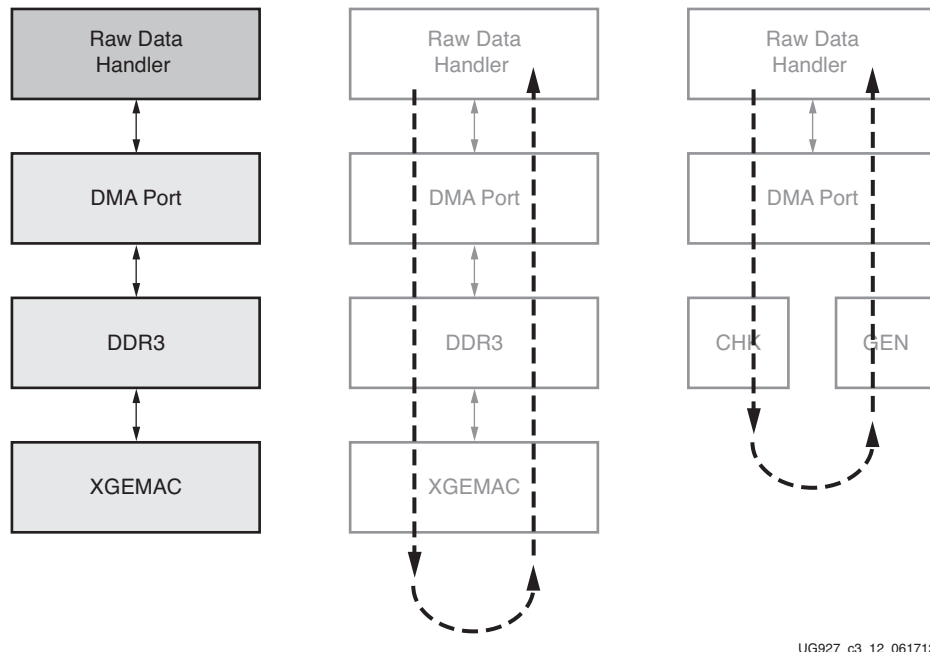 Raw Data
Handler
DMA Port
DDR3
XGEMAC
Raw Data
Handler
DMA Port
DDR3
XGEMAC
Raw Data
Handler
DMA Port
CHK
GEN
UG927_c3_12_061712